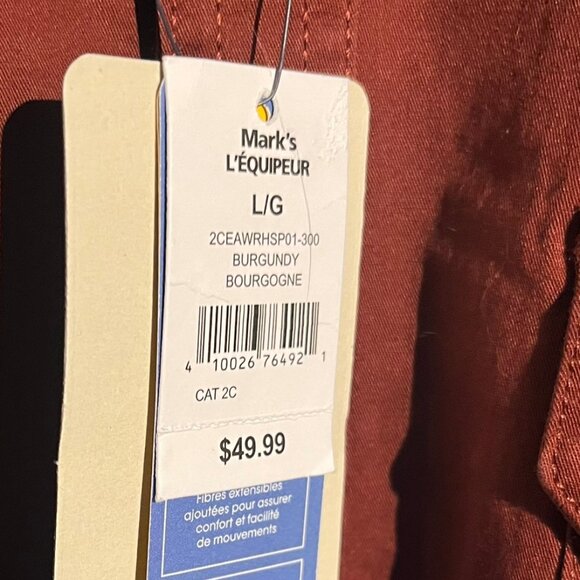 Mark's
L'ÉQUIPEUR
L/G
2CEAWRHSP01-300
BURGUNDY
BOURGOGNE
4 10026 76492 1
CAT 2C
$49.99
Fibres extensibles
ajoutées pour assurer
confort et facilité
de mouvements